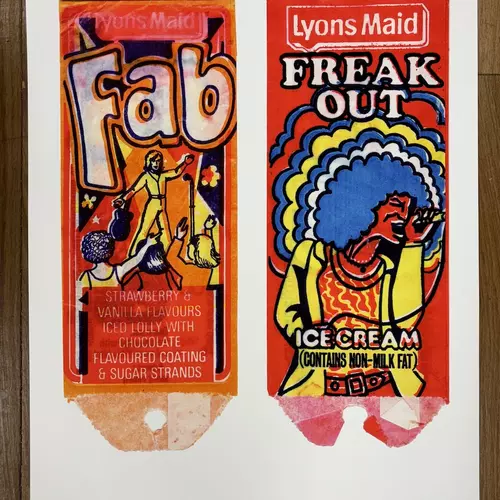 Lyons Maid
Fab
STRAWBERRY &
VANILLA FLAVOURS
ICED LOLLY WITH
CHOCOLATE
FLAVOURED COATING
& SUGAR STRANDS
Lyons Maid
FREAK
OUT
ICE CREAM
(CONTAINS NON-MILK FAT)